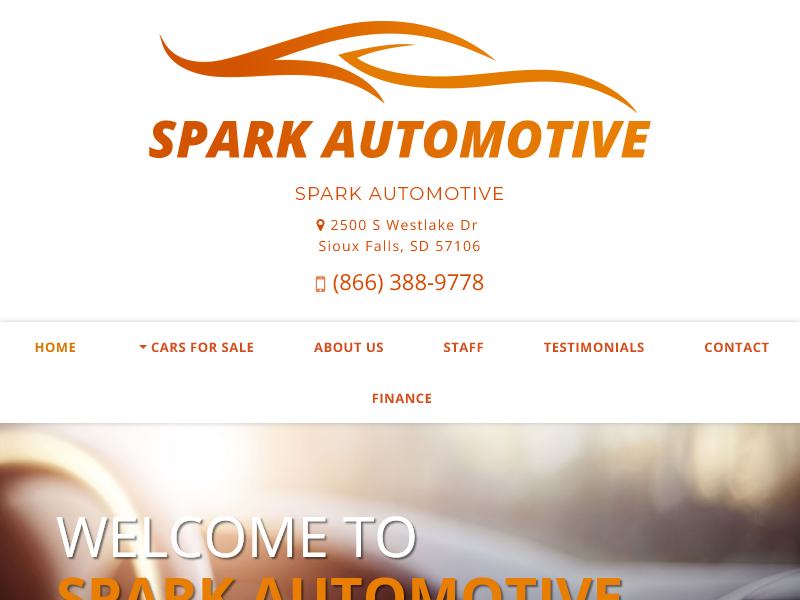 SPARK AUTOMOTIVE
SPARK AUTOMOTIVE
2500 S Westlake Dr
Sioux Falls, SD 57106
(866) 388-9778
HOME
CARS FOR SALE
ABOUT US
STAFF
TESTIMONIALS
CONTACT
FINANCE
WELCOME TO
SPARK AUTOMOTIVE